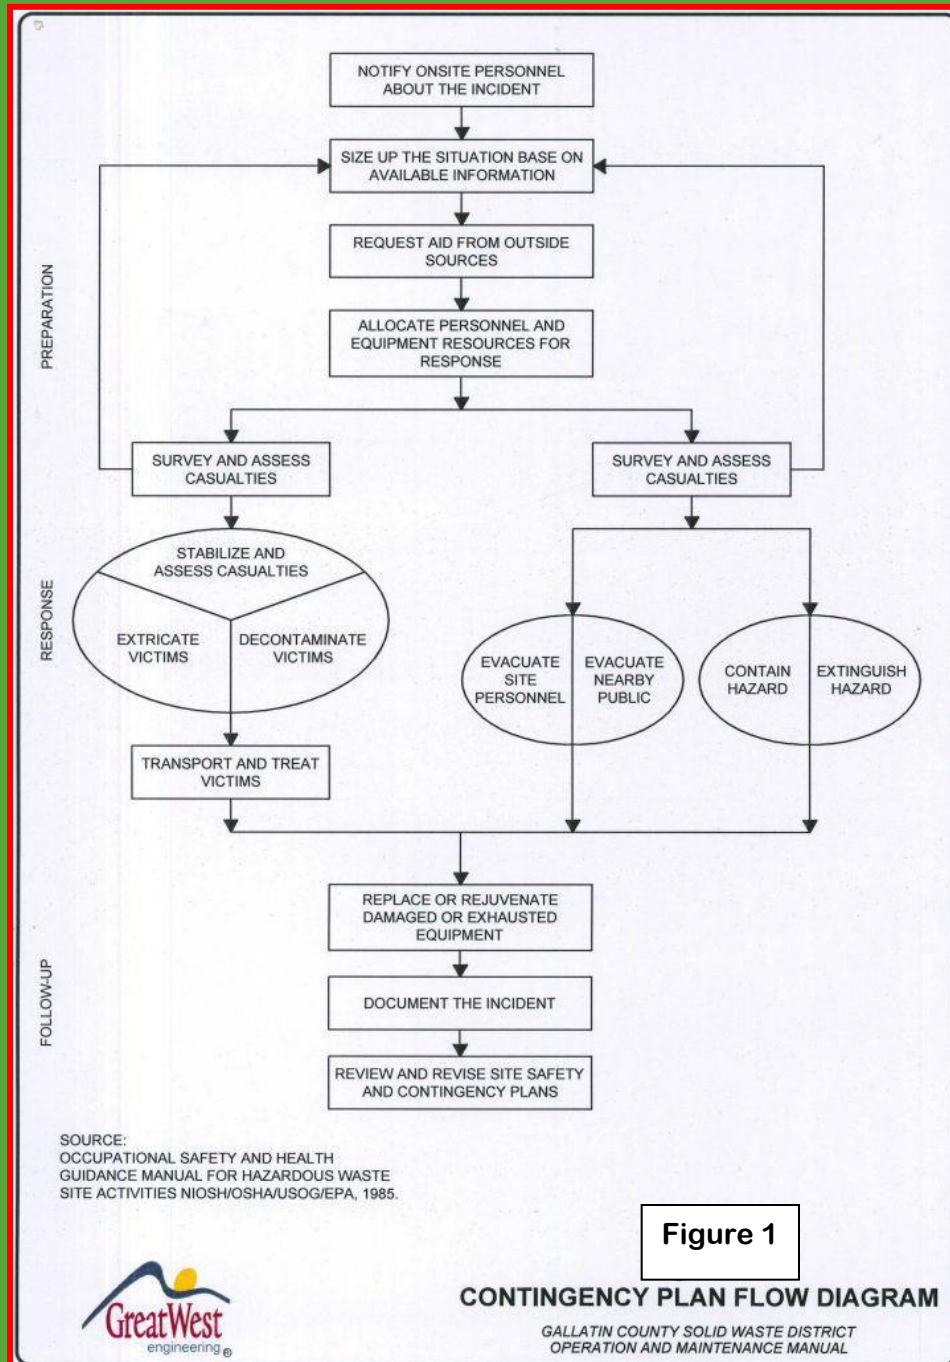 NOTIFY ONSITE PERSONNEL
ABOUT THE INCIDENT
SIZE UP THE SITUATION BASE ON
AVAILABLE INFORMATION
REQUEST AID FROM OUTSIDE
SOURCES
PREPARATION
ALLOCATE PERSONNEL AND
EQUIPMENT RESOURCES FOR
RESPONSE
SURVEY AND ASSESS
CASUALTIES
SURVEY AND ASSESS
CASUALTIES
RESPONSE
STABILIZE AND
ASSESS CASUALTIES
EXTRICATE
VICTIMS
DECONTAMINATE
VICTIMS
EVACUATE
SITE
PERSONNEL
EVACUATE
NEARBY
PUBLIC
CONTAIN
HAZARD
EXTINGUISH
HAZARD
TRANSPORT AND TREAT
VICTIMS
FOLLOW-UP
REPLACE OR REJUVENATE
DAMAGED OR EXHAUSTED
EQUIPMENT
DOCUMENT THE INCIDENT
REVIEW AND REVISE SITE SAFETY
AND CONTINGENCY PLANS
SOURCE:
OCCUPATIONAL SAFETY AND HEALTH
GUIDANCE MANUAL FOR HAZARDOUS WASTE
SITE ACTIVITIES NIOSH/OSHA/USOG/EPA, 1985.
Figure 1
GreatWest
engineering®
CONTINGENCY PLAN FLOW DIAGRAM
GALLATIN COUNTY SOLID WASTE DISTRICT
OPERATION AND MAINTENANCE MANUAL